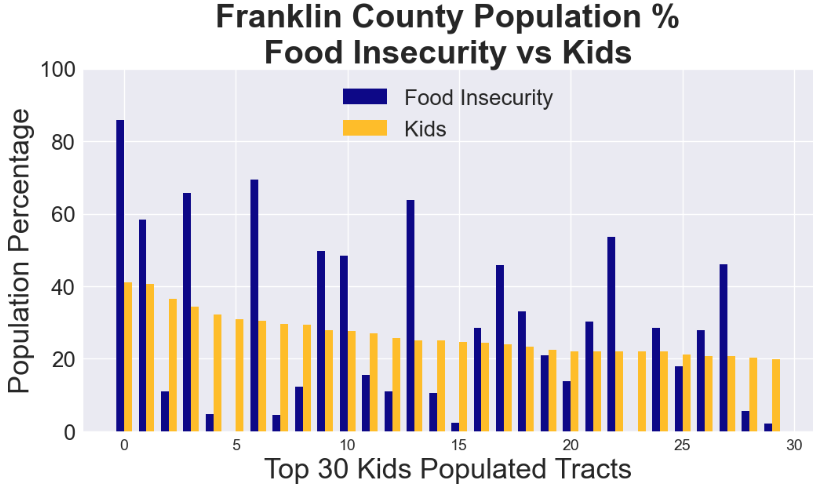 Franklin County Population %
Food Insecurity vs Kids
Food Insecurity
Kids
Population Percentage
100
80
60
40
20
0
0 5 10 15 20 25 30
Top 30 Kids Populated Tracts